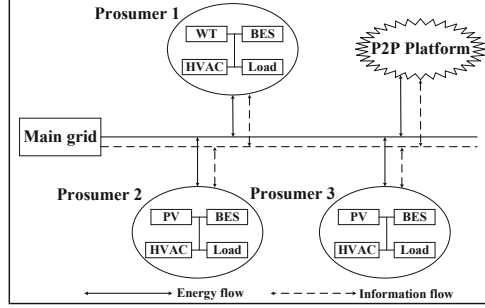 Prosumer 1
WT BES
HVAC Load
P2P Platform
Main grid
Prosumer 2
PV BES
HVAC Load
Prosumer 3
PV BES
HVAC Load
Energy flow
Information flow